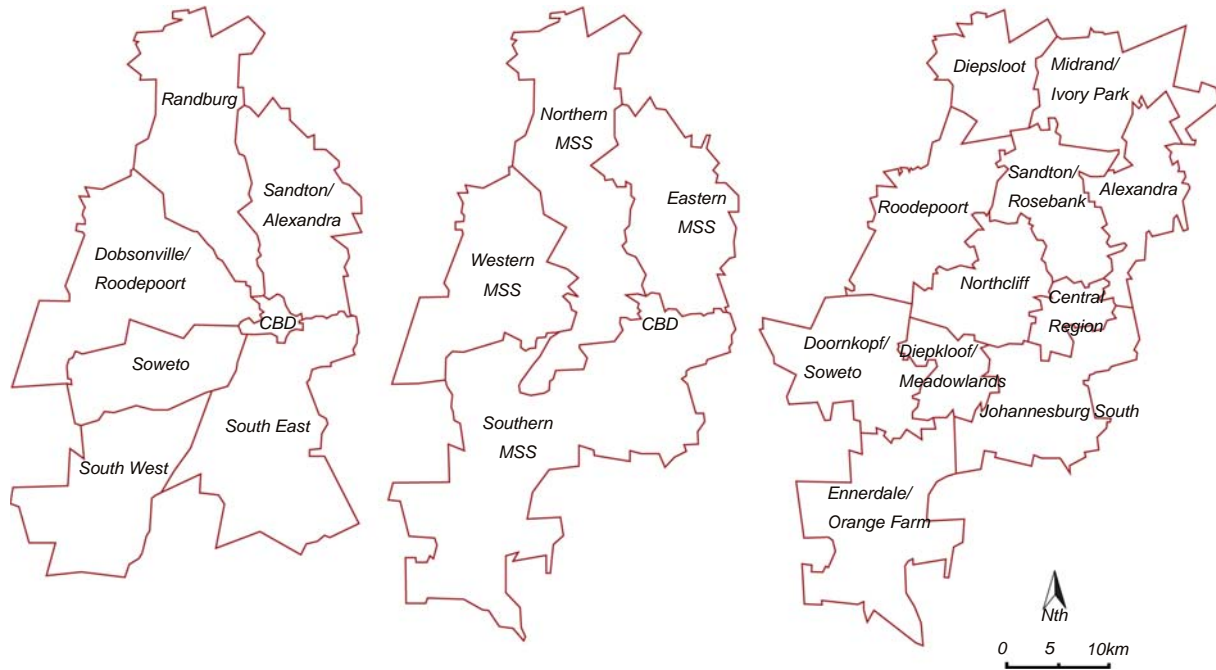 Randburg
Sandton/
Alexandra
Dobsonville/
Roodepoort
CBD
Soweto
South East
South West
Northern
MSS
Eastern
MSS
Western
MSS
CBD
Southern
MSS
Diepsloot
Midrand/
Ivory Park
Sandton/
Rosebank
Alexandra
Roodepoort
Northcliff
Central
Region
Doornkopf/
Soweto
Diepkloof/
Meadowlands
Johannesburg South
Ennerdale/
Orange Farm
Nth
0 5 10km